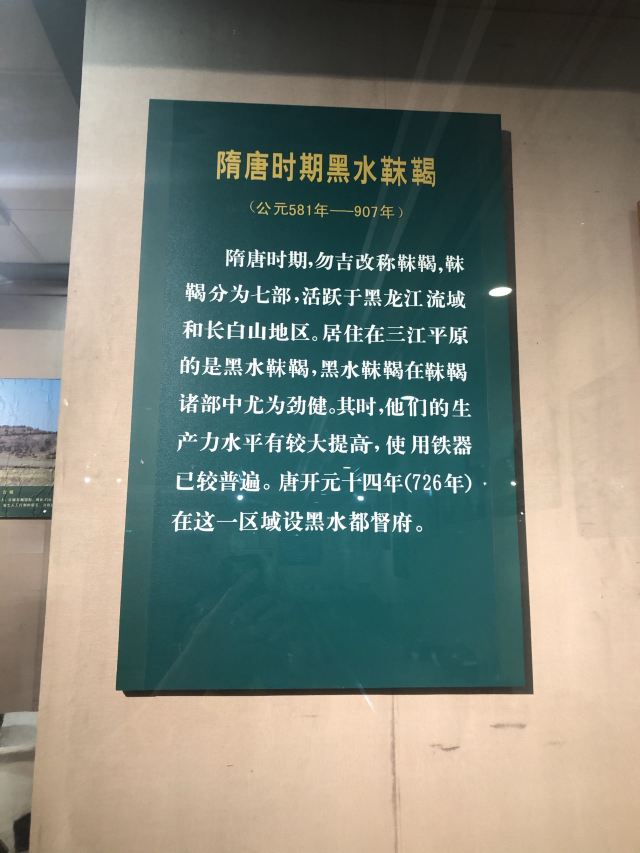 隋唐时期黑水靺鞨
（公元581年——907年）
隋唐时期,勿吉改称靺鞨,靺
鞨分为七部,活跃于黑龙江流域
和长白山地区。居住在三江平原
的是黑水靺鞨,黑水靺鞨在靺鞨
诸部中尤为劲健。其时,他们的生
产力水平有较大提高,使用铁器
已较普遍。唐开元十四年(726年)
在这一区域设黑水都督府。